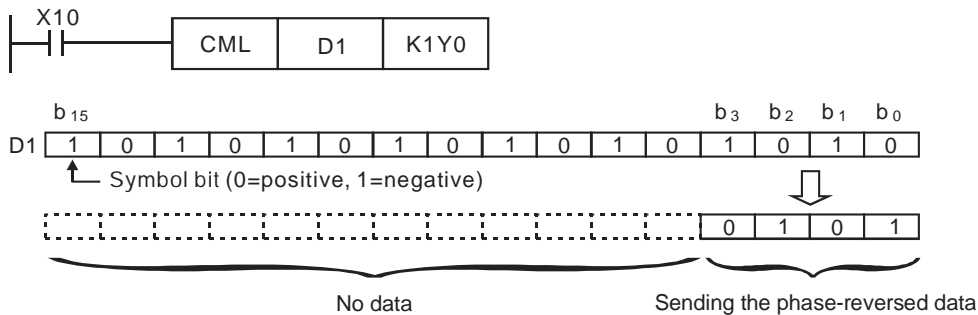 X10
CML D1 K1Y0
b15 b3 b2 b1 b0
D1 1 0 1 0 1 0 1 0 1 0 1 0 1 0 1 0
Symbol bit (0=positive, 1=negative)
0 1 0 1
No data Sending the phase-reversed data